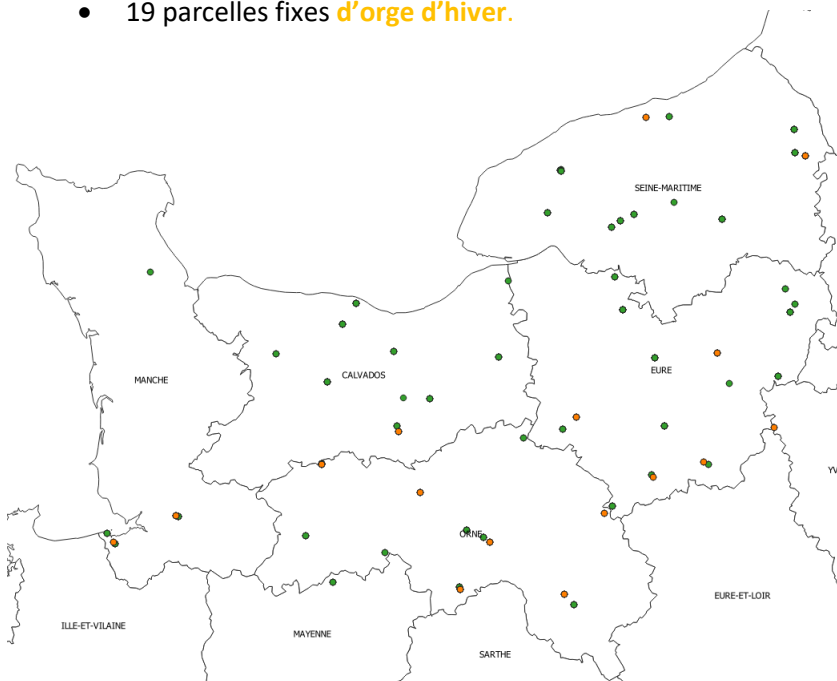 • 19 parcelles fixes d’orge d’hiver.
SEINE-MARITIME
MANCHE
CALVADOS
EURE
ORNE
ILLE-ET-VILAINE
MAYENNE
SARTHE
EURE-ET-LOIR